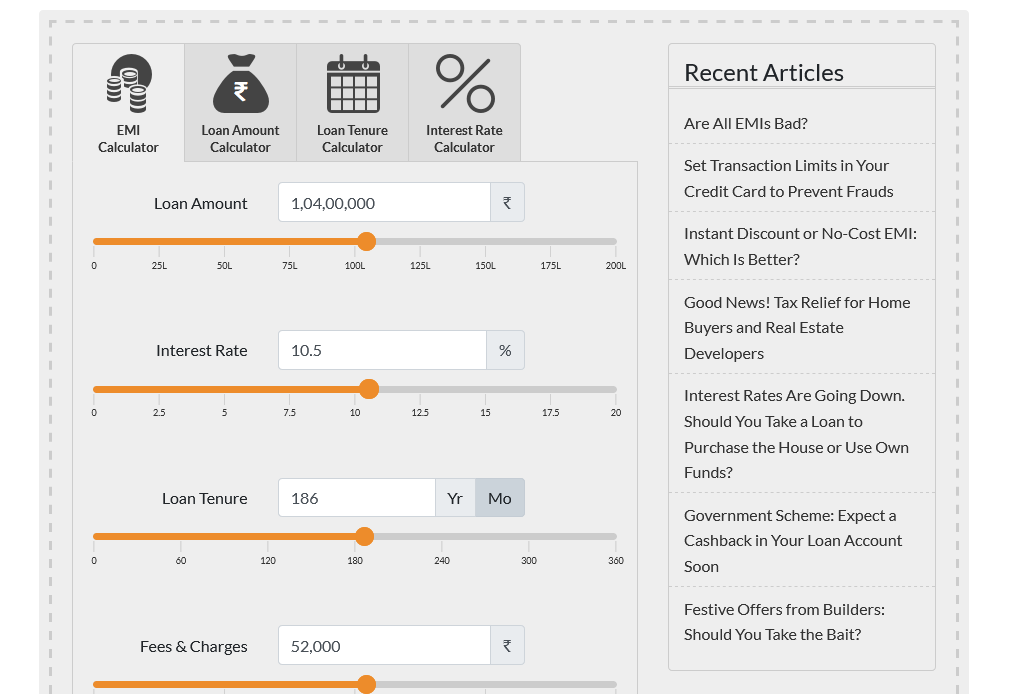 EMI
Calculator
₹
Loan Amount
Calculator
Loan Tenure
Calculator
%
Interest Rate
Calculator
Loan Amount
1,04,00,000
₹
0 25L 50L 75L 100L 125L 150L 175L 200L
Interest Rate
10.5
%
0 2.5 5 7.5 10 12.5 15 17.5 20
Loan Tenure
186
Yr
Mo
0 60 120 180 240 300 360
Fees & Charges
52,000
₹
Recent Articles
Are All EMIs Bad?
Set Transaction Limits in Your
Credit Card to Prevent Frauds
Instant Discount or No-Cost EMI:
Which Is Better?
Good News! Tax Relief for Home
Buyers and Real Estate
Developers
Interest Rates Are Going Down.
Should You Take a Loan to
Purchase the House or Use Own
Funds?
Government Scheme: Expect a
Cashback in Your Loan Account
Soon
Festive Offers from Builders:
Should You Take the Bait?